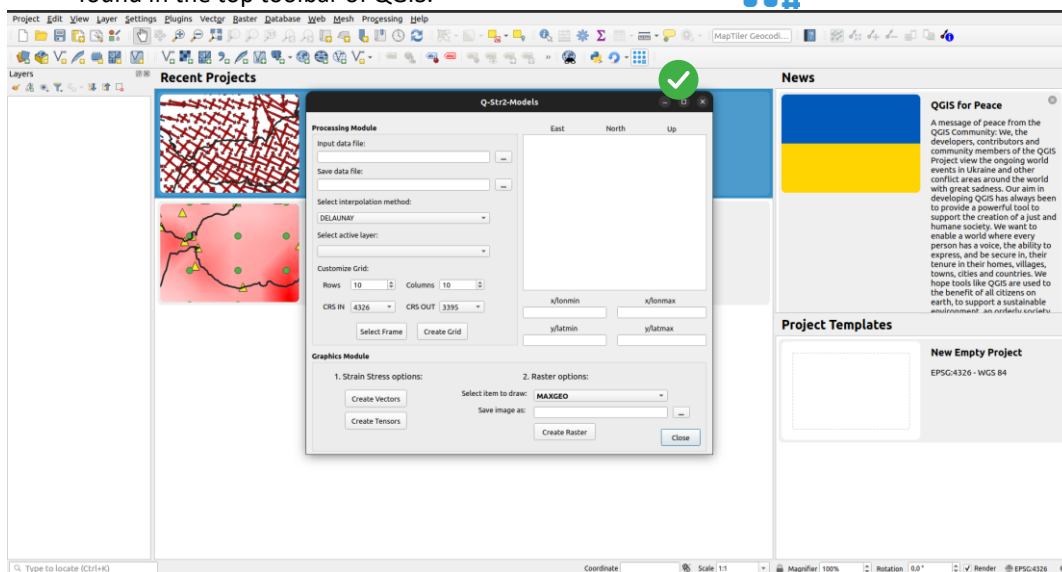 found in the top toolbar of QGIS.
Project Edit View Layer Settings Plugins Vector Raster Database Web Mesh Processing Help
MapTiler Geocodi...
Layers
Recent Projects
News
Q-Str2-Models
Processing Module
Input data file:
...
Save data file:
...
Select interpolation method:
DELAUNAY
Select active layer:
Customize Grid:
Rows 10 Columns 10
CRS IN 4326 CRS OUT 3395
Select Frame Create Grid
East North Up
x/lonmin x/lonmax
y/latmin y/latmax
Graphics Module
1. Strain Stress options:
Create Vectors
Create Tensors
2. Raster options:
Select item to draw: MAXGEO
Save image as: ...
Create Raster
Close
QGIS for Peace
A message of peace from the
QGIS Community: We, the
developers, contributors and
community members of the QGIS
Project view the ongoing world
events in Ukraine and other
conflict areas around the world
with great sadness. Our aim in
developing QGIS has always been
to provide a powerful tool to
support the creation of a just and
humane society. We want to
enable a world where every
person has a voice, the ability to
express, and be secure in, their
tenure in their homes, villages,
towns, cities and countries. We
hope tools like QGIS are used to
the benefit of all citizens on
earth, to support a sustainable
environment, an orderly society
Project Templates
New Empty Project
EPSG:4326 - WGS 84
Type to locate (Ctrl+K)
Coordinate Scale 1:1 Magnifier 100% Rotation 0,0 ° Render EPSG:4326